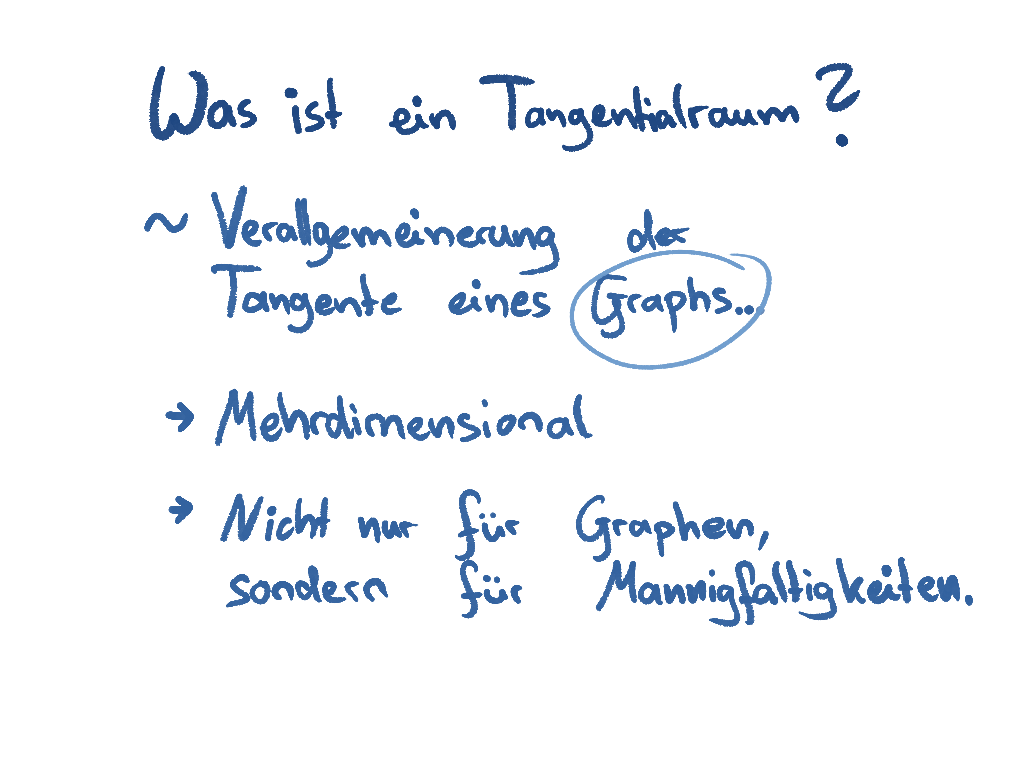 Was ist ein Tangentialraum?
~ Verallgemeinerung der
Tangente eines Graphs...
→ Mehrdimensional
→ Nicht nur für Graphen,
sondern für Mannigfaltigkeiten.